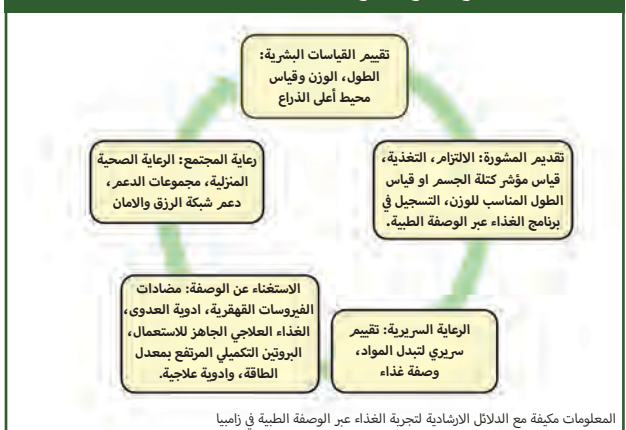 تقييم القياسات البشرية:
الطول، الوزن وقياس
محيط أعلى الذراع
تقديم المشورة: الالتزام، التغذية،
قياس مؤشر كتلة الجسم او قياس
الطول المناسب للوزن، التسجيل في
برنامج الغذاء عبر الوصفة الطبية.
الرعاية السريرية: تقييم
سريري لتبدل المواد،
وصفة غذاء
الاستغناء عن الوصفة: مضادات
الفيروسات القهقرية، ادوية العدوى،
الغذاء العلاجي الجاهز للاستعمال،
البروتين التكميلي المرتفع بمعدل
الطاقة، وادوية علاجية.
رعاية المجتمع: الرعاية الصحية
المنزلية، مجموعات الدعم،
دعم شبكة الرزق والامان
المعلومات مكيفة مع الدلائل الارشادية لتجربة الغذاء عبر الوصفة الطبية في زامبيا